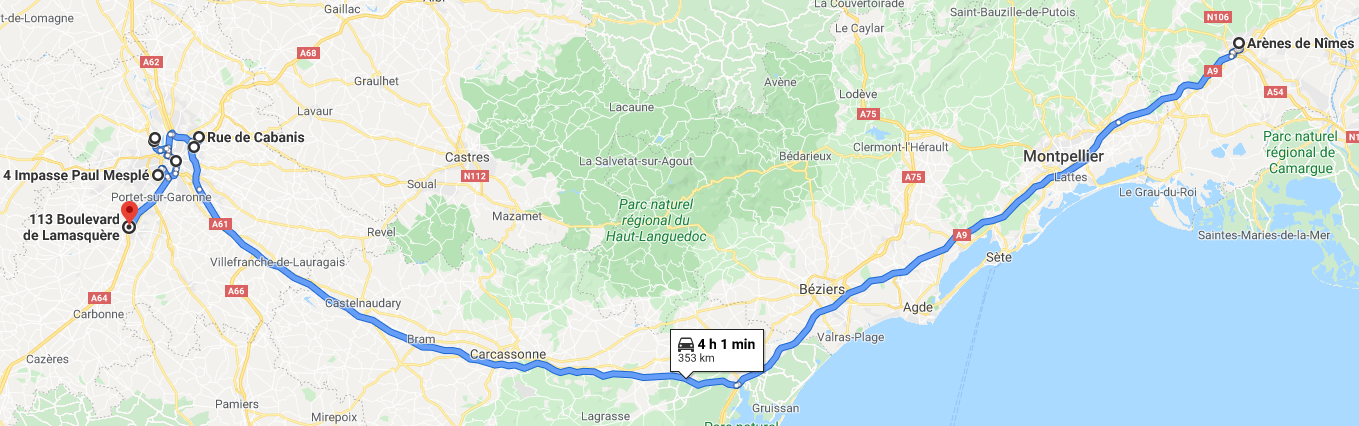 t-de-Lomagne
Gaillac
La Couvertoirade
Saint-Bauzille-de-Putois
N106
Le Caylar
Arènes de Nîmes
A68
A62
A9
Graulhet
Avène
A54
Lacaune
Lodève
Lavaur
A75
Rue de Cabanis
Parc naturel
régional de
Camargue
N1
Clermont-l'Hérault
Castres
La Salvetat-sur-Agout
Bédarieux
Montpellier
4 Impasse Paul Mesplé
N112
A75
Lattes
Soual
Portet-sur-Garonne
Le Grau-du-Roi
Parc naturel
régional du
Haut-Languedoc
113 Boulevard
de Lamasquère
Mazamet
A61
Revel
A9
Saintes-Maries-de-la-Mer
Sète
Villefranche-de-Lauragais
A66
Béziers
A64
Castelnaudary
Agde
Carbonne
Bram
Valras-Plage
4 h 1 min
353 km
Carcassonne
Cazères
Pamiers
Gruissan
Mirepoix
Lagrasse